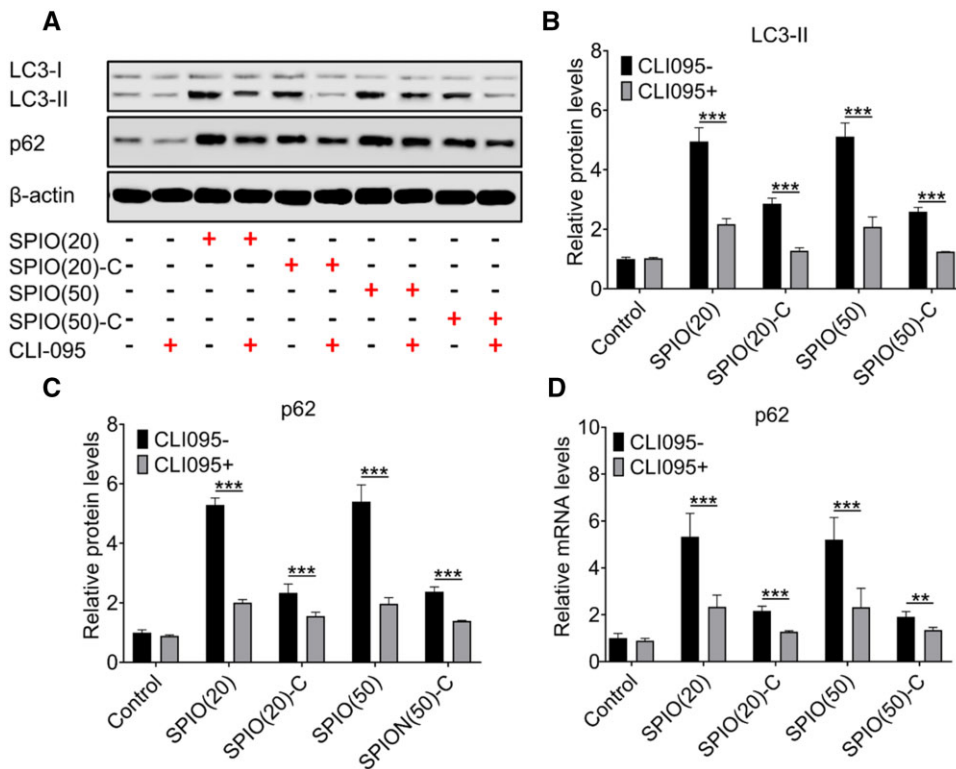 A
LC3-I
LC3-II
p62
β-actin
SPIO(20) - - + + - - - - - -
SPIO(20)-C - - - - + + - - - -
SPIO(50) - - - - - - + + - -
SPIO(50)-C - - - - - - - - + +
CLI-095 - + - + - + - + - +
B
LC3-II
Relative protein levels
8
6
4
2
0
CLI095-
CLI095+
***
***
***
***
Control
SPIO(20)
SPIO(20)-C
SPIO(50)
SPIO(50)-C
C
p62
Relative protein levels
8
6
4
2
0
CLI095-
CLI095+
***
***
***
***
Control
SPIO(20)
SPIO(20)-C
SPIO(50)
SPION(50)-C
D
p62
Relative mRNA levels
10
8
6
4
2
0
CLI095-
CLI095+
***
***
***
**
Control
SPIO(20)
SPIO(20)-C
SPIO(50)
SPIO(50)-C